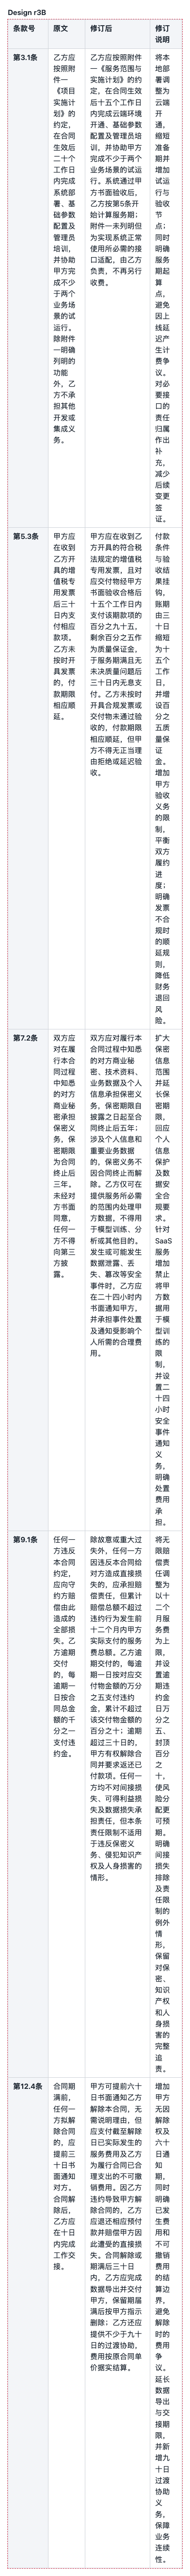 Design r3B
条款号
原文
修订后
修订
说明
第3.1条
乙方应
按照附
件一
《项目
实施计
划》的
约定，
在合同
生效后
二十个
工作日
内完成
系统部
署、基
础参数
配置及
管理员
培训，
并协助
甲方完
成不少
于两个
业务场
景的试
运行。
除附件
一明确
列明的
功能
外，乙
方不承
担其他
开发或
集成义
务。
乙方应按照附件
一《服务范围与
实施计划》的约
定，在合同生效
后十五个工作日
内完成云端环境
开通、基础参数
配置及管理员培
训，并协助甲方
完成不少于两个
业务场景的试运
行。系统通过甲
方书面验收后，
乙方按第5条开
始计算服务期；
附件一未列明但
为实现系统正常
使用所必需的接
口适配，由乙方
负责，不再另行
收费。
将本
地部
署调
整为
云端
开
通，
缩短
准备
期并
增加
试运
行与
验收
节
点；
同时
明确
服务
期起
算
点，
避免
因上
线延
迟产
生计
费争
议。
对必
要接
口的
责任
归属
作出
补
充，
减少
后续
变更
签
证。
第5.3条
甲方应
在收到
乙方开
具的增
值税专
用发票
后三十
日内支
付相应
款项。
乙方未
按时开
具发票
的，付
款期限
相应顺
延。
甲方应在收到乙
方开具的符合税
法规定的增值税
专用发票，且对
应交付物经甲方
书面验收合格后
十五个工作日内
支付该期款项的
百分之九十五，
剩余百分之五作
为质量保证金，
于服务期满且无
未决质量问题后
三十日内无息支
付。乙方未按时
开具合规发票或
交付物未通过验
收的，付款期限
相应顺延，但甲
方不得无正当理
由拒绝或延迟验
收。
付款
条件
与验
收结
果挂
钩，
账期
由三
十日
缩短
为十
五个
工作
日，
并增
设百
分之
五质
量保
证
金。
增加
甲方
验收
义务
的限
制，
平衡
双方
履约
进
度；
明确
发票
不合
规时
的顺
延规
则，
降低
财务
退回
风
险。
第7.2条
双方应
对在履
行本合
同过程
中知悉
的对方
商业秘
密承担
保密义
务，保
密期限
为合同
终止后
三年。
未经对
方书面
同意，
任何一
方不得
向第三
方披
露。
双方应对履行本
合同过程中知悉
的对方商业秘
密、技术资料、
业务数据及个人
信息承担保密义
务，保密期限自
披露之日起至合
同终止后五年；
涉及个人信息和
重要业务数据
的，保密义务不
因合同终止而解
除。乙方仅可在
提供服务所必需
的范围内处理甲
方数据，不得用
于模型训练、分
析或其他目的。
发生或可能发生
数据泄露、丢
失、篡改等安全
事件时，乙方应
在二十四小时内
书面通知甲方，
并承担事件处置
及通知受影响个
人所需的合理费
用。
扩大
保密
信息
范围
并延
长保
密期
限，
回应
个人
信息
保护
及数
据安
全合
规要
求。
针对
SaaS
服务
增加
禁止
将甲
方数
据用
于模
型训
练的
限
制，
并设
置二
十四
小时
安全
事件
通知
义
务，
明确
处置
费用
承
担。
第9.1条
任何一
方违反
本合同
约定，
应向守
约方赔
偿由此
造成的
全部损
失。乙
方逾期
交付
的，每
逾期一
日按合
同总金
额的千
分之一
支付违
约金。
除故意或重大过
失外，任何一方
因违反本合同给
对方造成直接损
失的，应承担赔
偿责任，但累计
赔偿总额不超过
违约行为发生前
十二个月内甲方
实际支付的服务
费总额。乙方逾
期交付的，每逾
期一日按对应交
付物金额的万分
之五支付违约
金，累计不超过
该交付物金额的
百分之十；逾期
超过三十日的，
甲方有权解除合
同并要求返还已
付款项。任何一
方均不对间接损
失、可得利益损
失及数据损失承
担责任，但本条
责任限制不适用
于违反保密义
务、侵犯知识产
权及人身损害的
情形。
将无
限赔
偿责
任调
整为
以十
二个
月服
务费
为上
限，
并设
置逾
期违
约金
日万
分之
五、
封顶
百分
之
十，
使风
险分
配更
可预
期。
明确
间接
损失
排除
及责
任限
制的
例外
情
形，
保留
对保
密、
知识
产权
和人
身损
害的
完整
追
责。
第12.4条
合同期
满前，
任何一
方拟解
除合同
的，应
提前三
十日书
面通知
对方。
合同解
除后，
乙方应
在十日
内完成
工作交
接。
甲方可提前六十
日书面通知乙方
解除本合同，无
需说明理由，但
应支付截至解除
日已实际发生的
服务费用及乙方
为履行合同已合
理支出的不可撤
销费用。因乙方
违约导致甲方解
除合同的，乙方
应退还相应预付
款并赔偿甲方因
此遭受的直接损
失。合同解除或
期满后三十日
内，乙方应完成
数据导出并交付
甲方，保留期届
满后按甲方指示
删除；乙方还应
提供不少于九十
日的过渡协助，
费用按原合同单
价据实结算。
增加
甲方
无因
解除
权及
六十
日通
知
期，
同时
明确
已发
生费
用和
不可
撤销
费用
的结
算边
界，
避免
解除
时的
费用
争
议。
延长
数据
导出
与交
接期
限，
并新
增九
十日
过渡
协助
义
务，
保障
业务
连续
性。